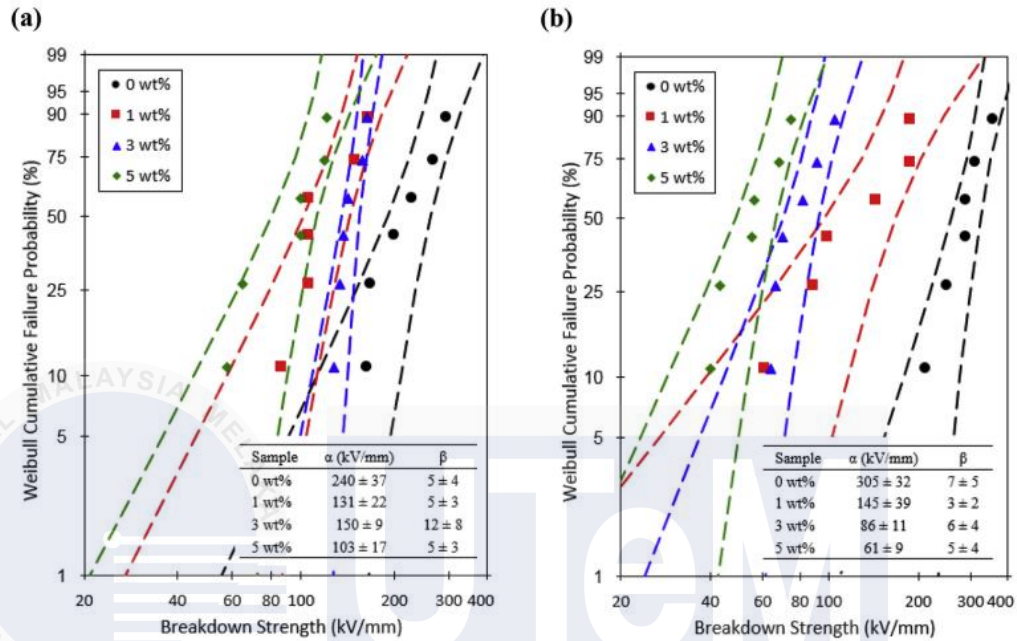 (a)
Weibull Cumulative Failure Probability (%)
99
95
90
75
50
25
10
5
1
0 wt%
1 wt%
3 wt%
5 wt%
Sample α (kV/mm) β
0 wt% 240 ± 37 5 ± 4
1 wt% 131 ± 22 5 ± 3
3 wt% 150 ± 9 12 ± 8
5 wt% 103 ± 17 5 ± 3
20 40 60 80 100 200 300 400
Breakdown Strength (kV/mm)
(b)
Weibull Cumulative Failure Probability (%)
99
95
90
75
50
25
10
5
1
0 wt%
1 wt%
3 wt%
5 wt%
Sample α (kV/mm) β
0 wt% 305 ± 32 7 ± 5
1 wt% 145 ± 39 3 ± 2
3 wt% 86 ± 11 6 ± 4
5 wt% 61 ± 9 5 ± 4
20 40 60 80 100 200 300 400
Breakdown Strength (kV/mm)
MALAYSIA
UTeM